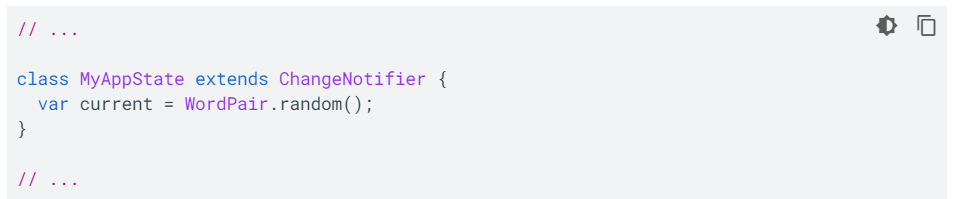 // ...
class MyAppState extends ChangeNotifier {
  var current = WordPair.random();
}
// ...